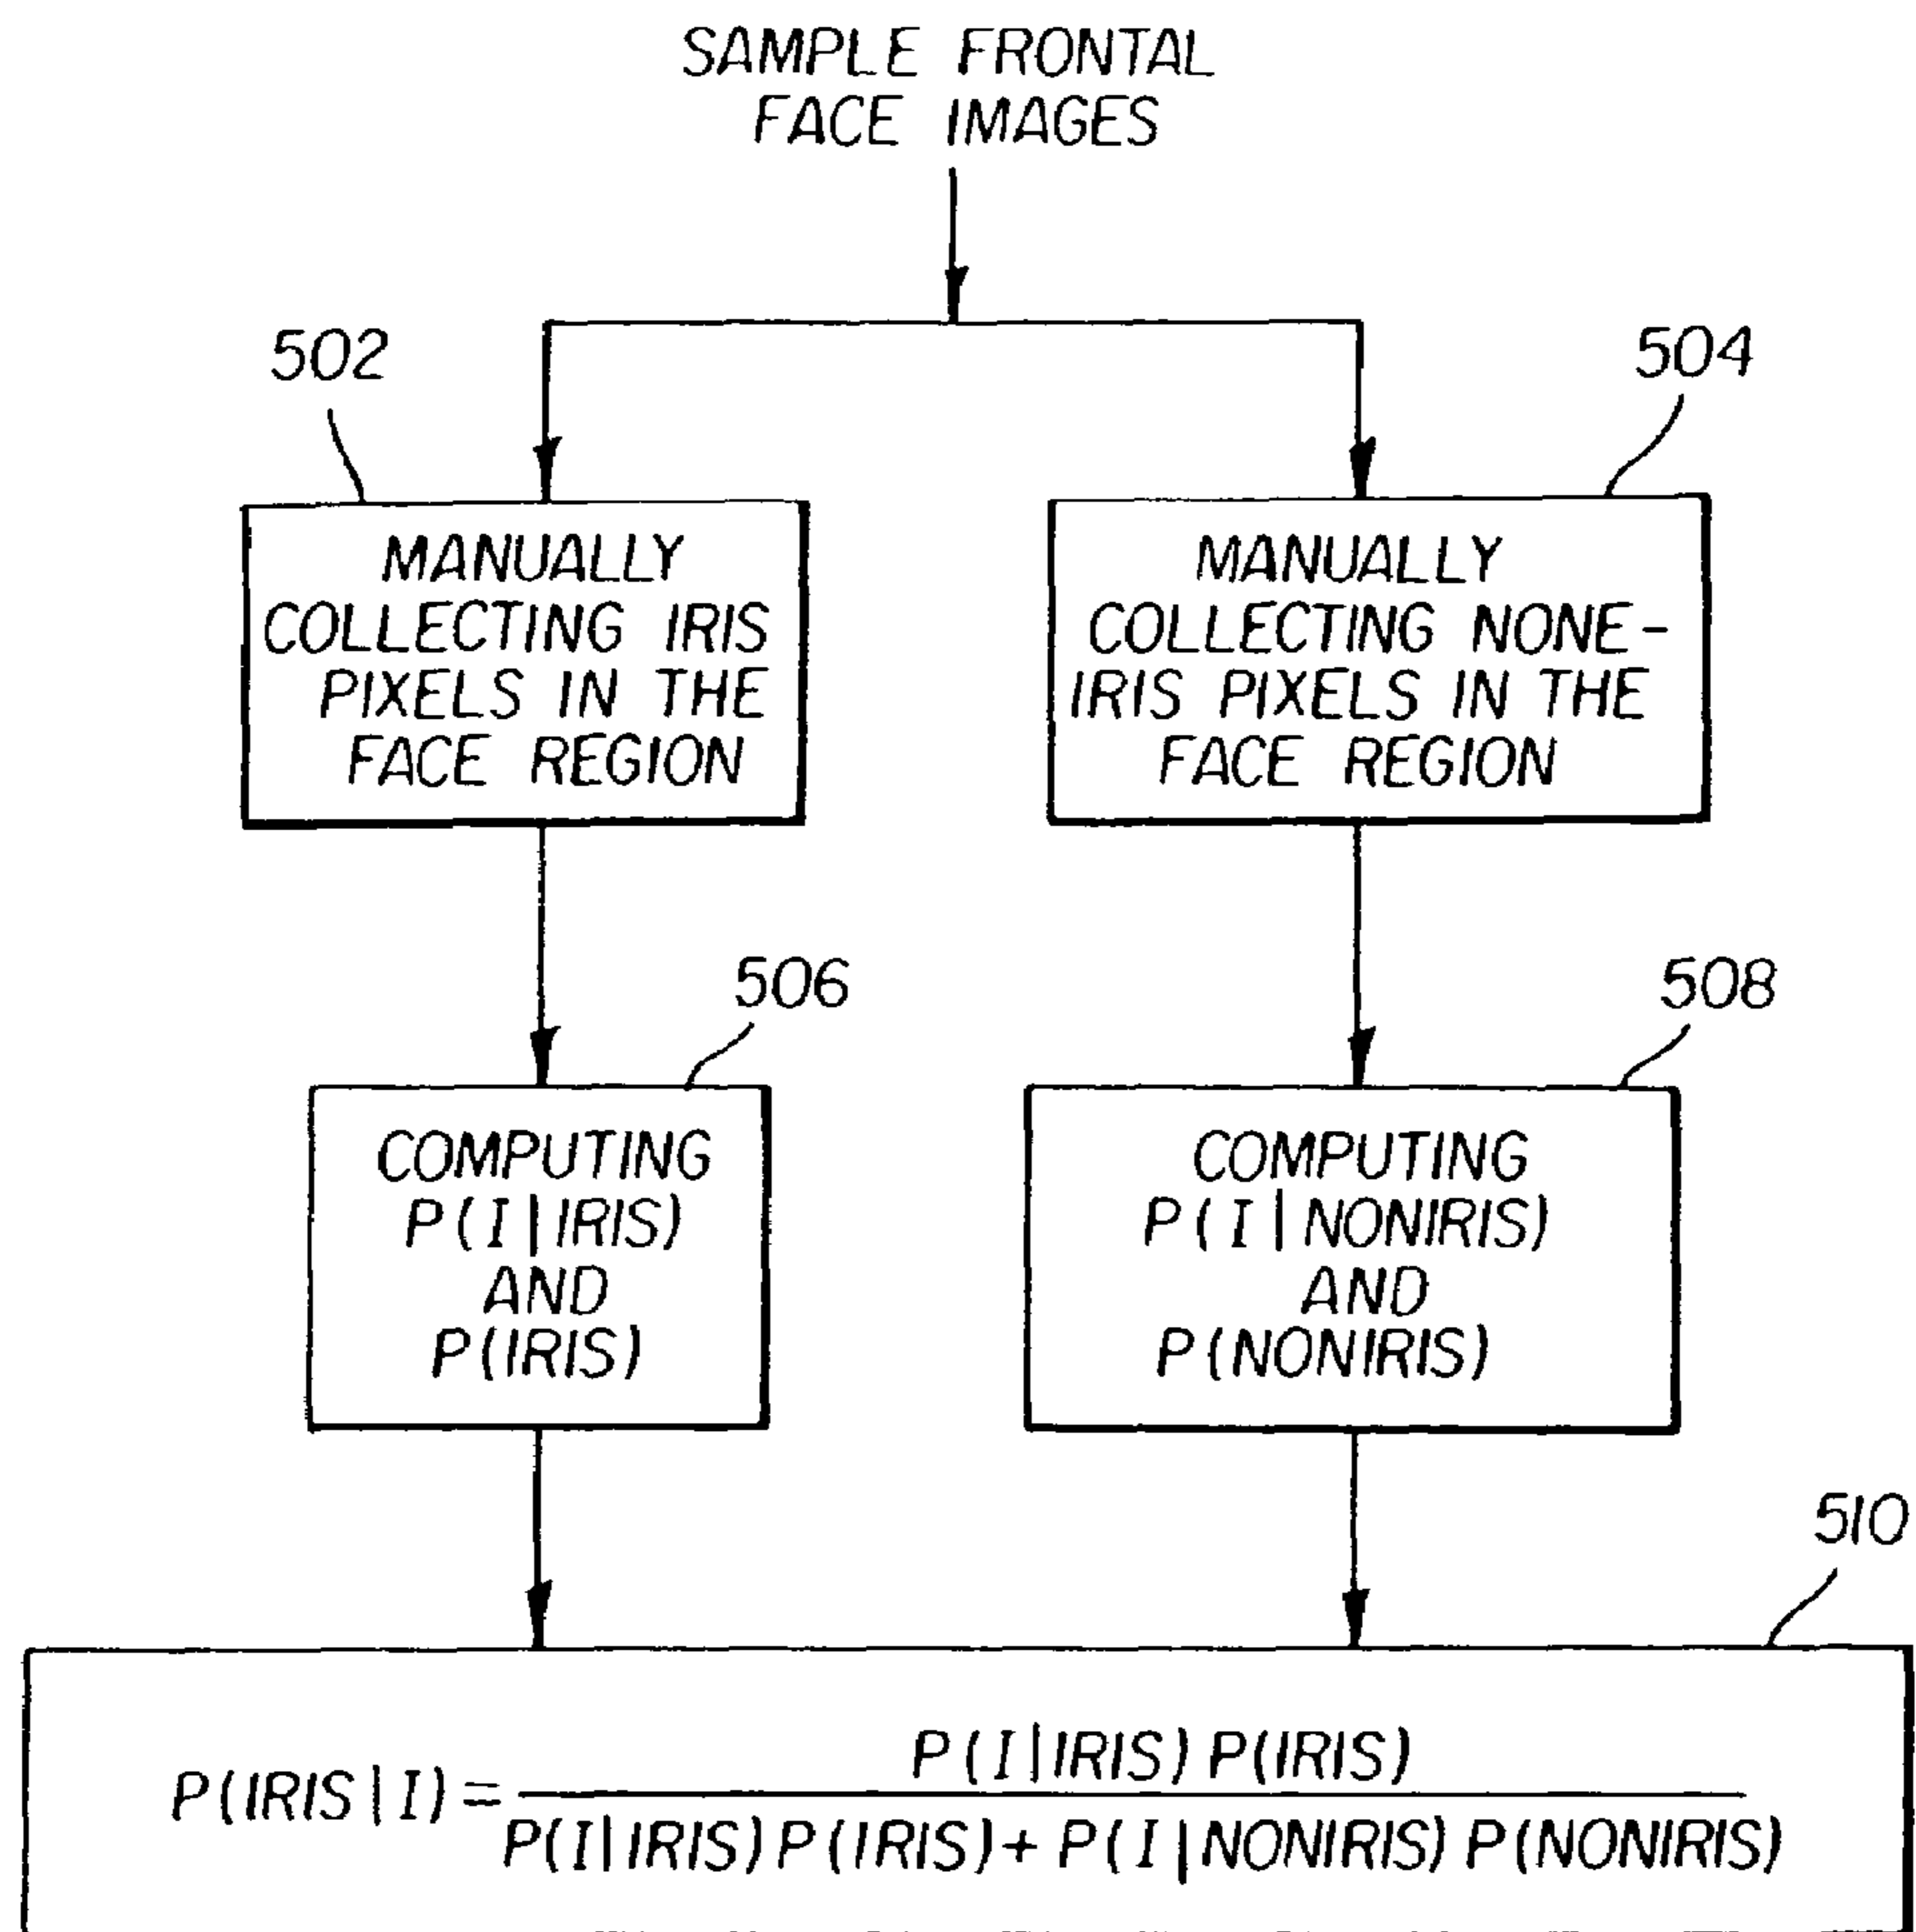 SAMPLE FRONTAL
FACE IMAGES
502
504
MANUALLY
COLLECTING IRIS
PIXELS IN THE
FACE REGION
MANUALLY
COLLECTING NONE-
IRIS PIXELS IN THE
FACE REGION
506
508
COMPUTING
P(I|IRIS)
AND
P(IRIS)
COMPUTING
P(I|NONIRIS)
AND
P(NONIRIS)
510
P(I|IRIS) P(IRIS)
P(IRIS|I) =
P(I|IRIS) P(IRIS) + P(I|NONIRIS) P(NONIRIS)